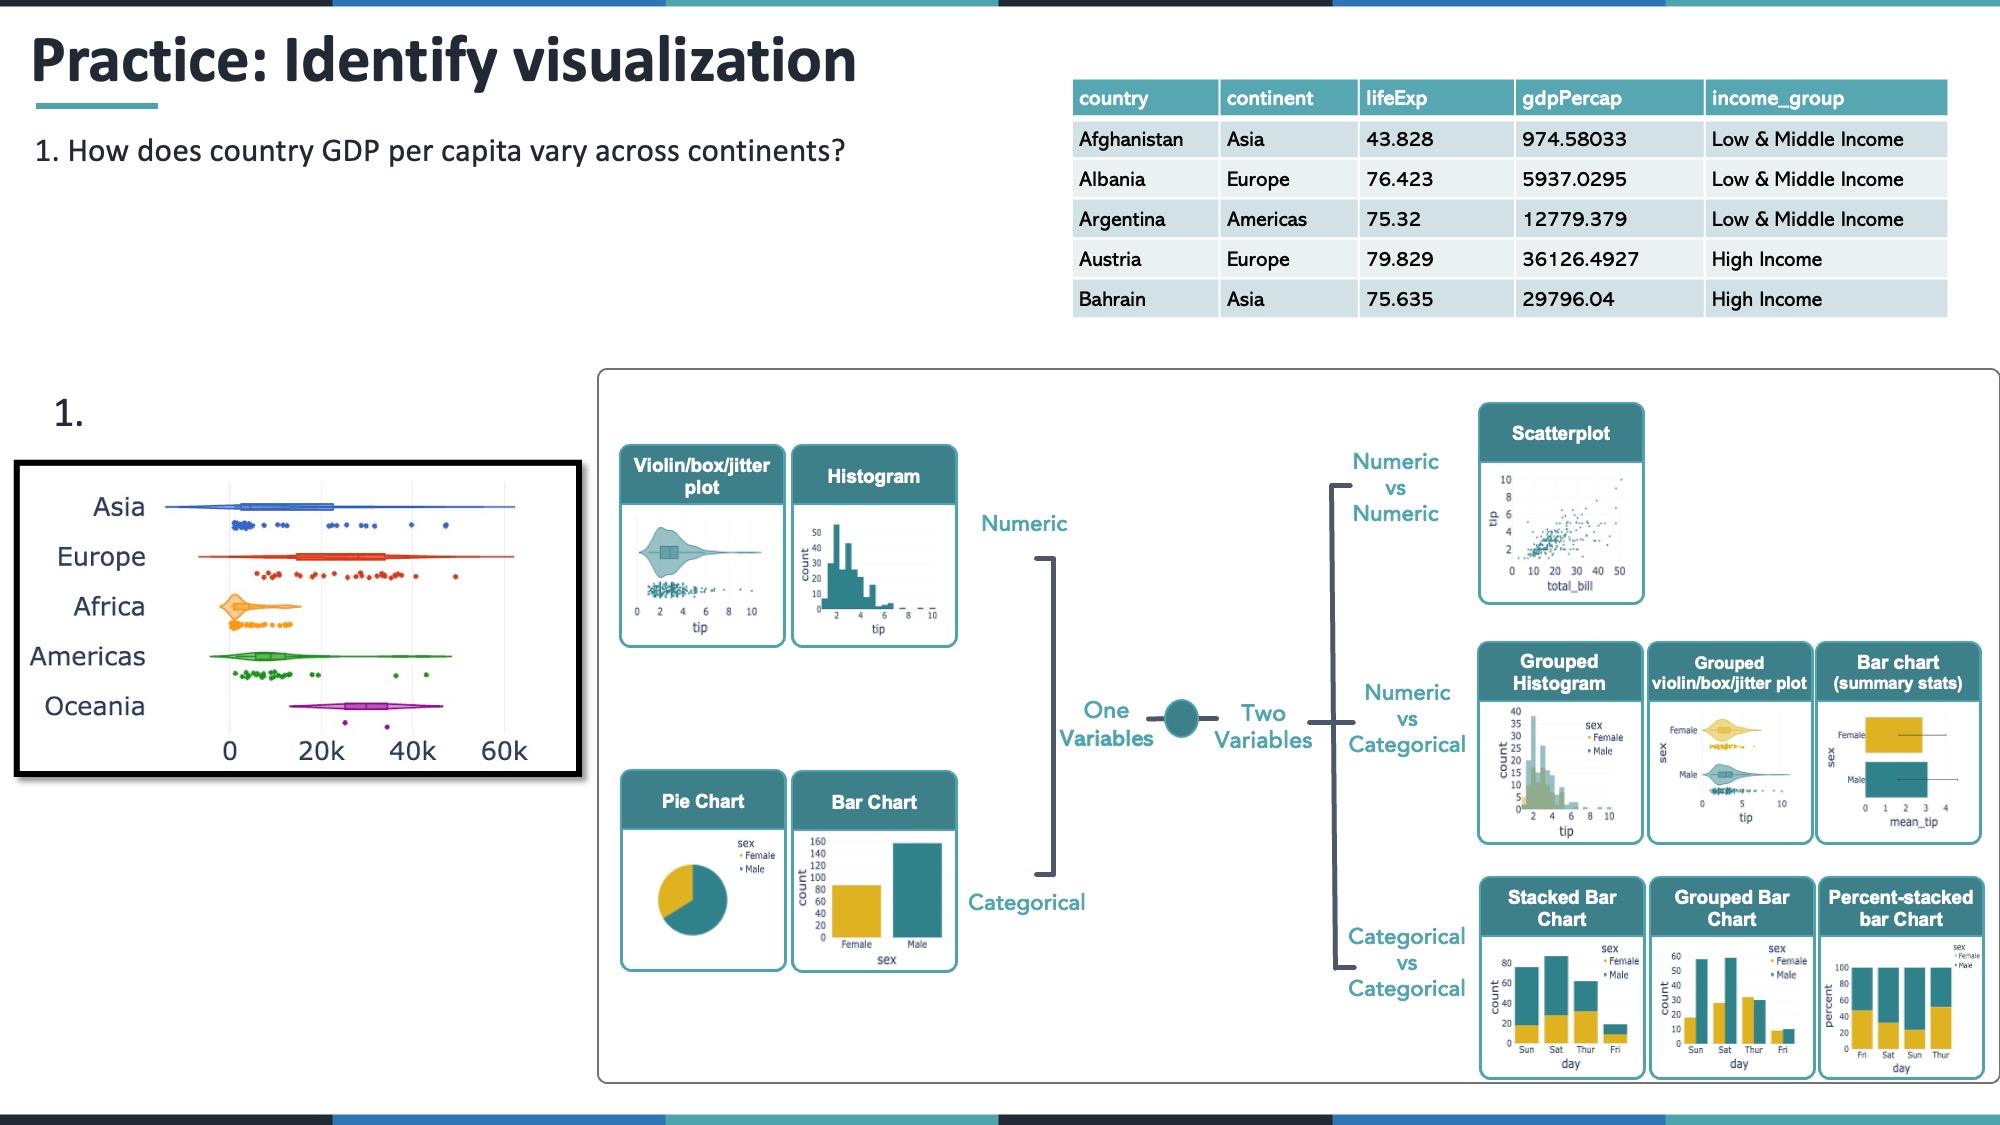 Practice: Identify visualization
1. How does country GDP per capita vary across continents?
country continent lifeExp gdpPercap income_group
Afghanistan Asia 43.828 974.58033 Low & Middle Income
Albania Europe 76.423 5937.0295 Low & Middle Income
Argentina Americas 75.32 12779.379 Low & Middle Income
Austria Europe 79.829 36126.4927 High Income
Bahrain Asia 75.635 29796.04 High Income
1.
Asia
Europe
Africa
Americas
Oceania
0 20k 40k 60k
Violin/box/jitter
plot
0 2 4 6 8 10
tip
Histogram
50
40
30
20
10
0
count
2 4 6 8 10
tip
Numeric
Pie Chart
sex
Female
Male
Bar Chart
160
140
120
100
80
60
40
20
0
count
Female Male
sex
Categorical
One
Variables
Two
Variables
Numeric
vs
Numeric
Scatterplot
10
8
6
4
2
tip
0 10 20 30 40 50
total_bill
Numeric
vs
Categorical
Grouped
Histogram
40
35
30
25
20
15
10
5
0
count
sex
Female
Male
2 4 6 8 10
tip
Grouped
violin/box/jitter plot
Female
Male
sex
0 5 10
tip
Bar chart
(summary stats)
Female
Male
sex
0 1 2 3 4
mean_tip
Categorical
vs
Categorical
Stacked Bar
Chart
sex
Female
Male
80
60
40
20
0
count
Sun Sat Thur Fri
day
Grouped Bar
Chart
sex
Female
Male
60
50
40
30
20
10
0
count
Sun Sat Thur Fri
day
Percent-stacked
bar Chart
sex
Female
Male
100
80
60
40
20
0
percent
Fri Sat Sun Thur
day